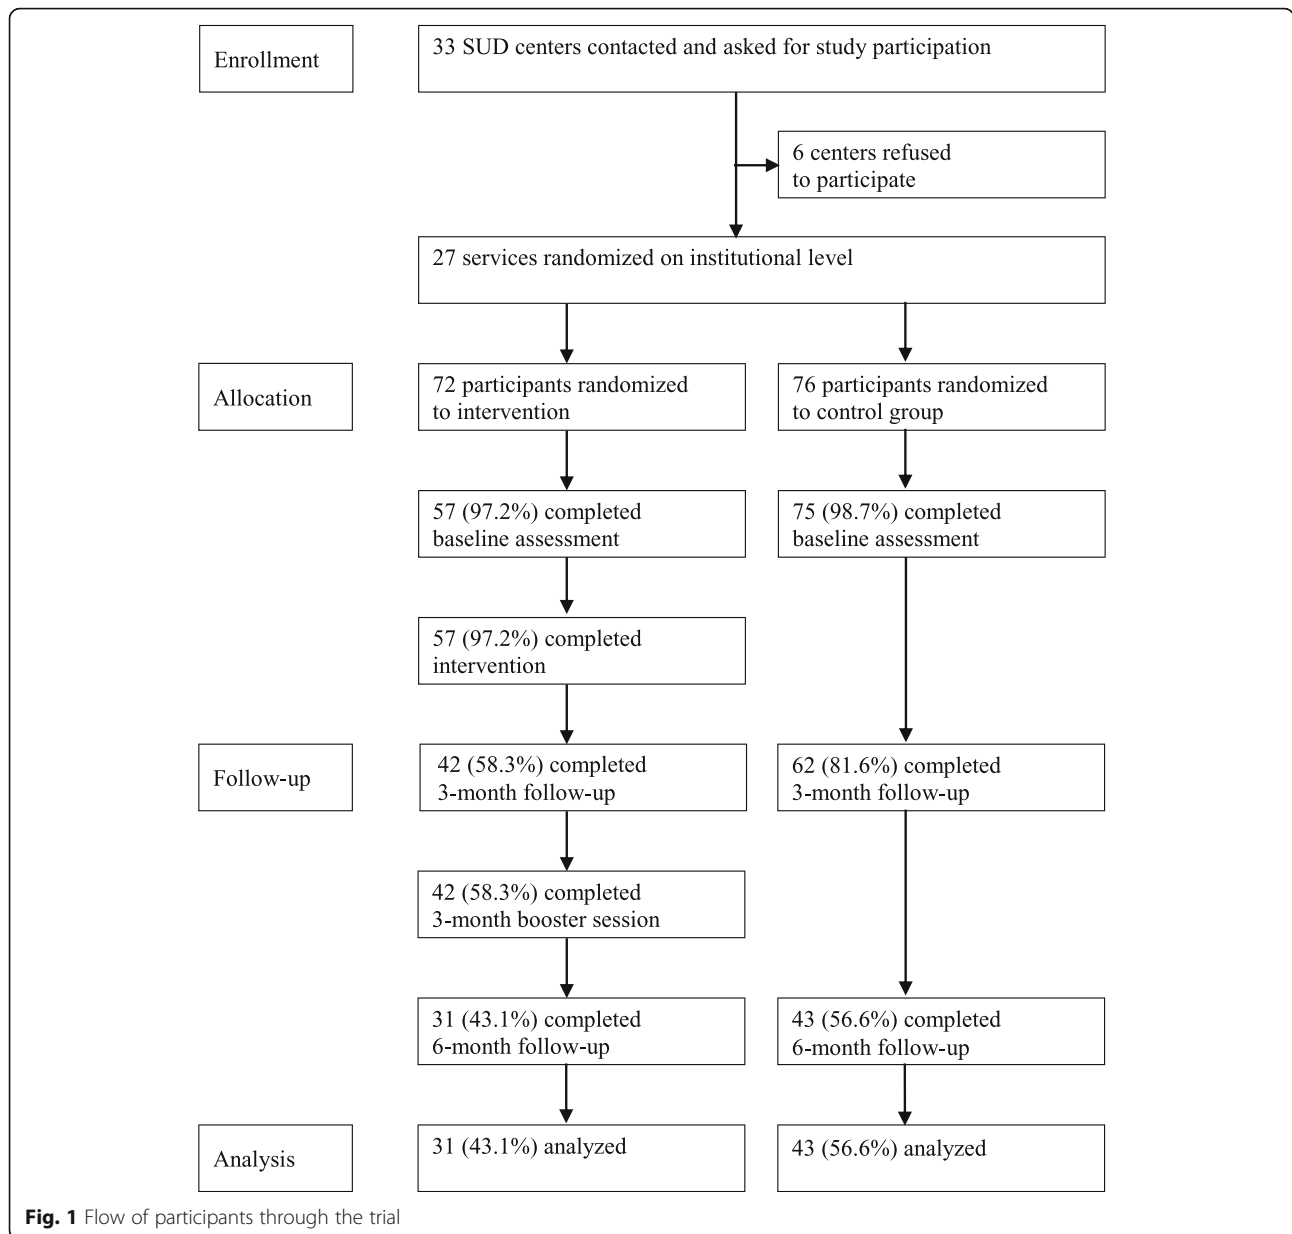 Enrollment
33 SUD centers contacted and asked for study participation
6 centers refused
to participate
27 services randomized on institutional level
Allocation
72 participants randomized
to intervention
76 participants randomized
to control group
57 (97.2%) completed
baseline assessment
75 (98.7%) completed
baseline assessment
57 (97.2%) completed
intervention
Follow-up
42 (58.3%) completed
3-month follow-up
62 (81.6%) completed
3-month follow-up
42 (58.3%) completed
3-month booster session
31 (43.1%) completed
6-month follow-up
43 (56.6%) completed
6-month follow-up
Analysis
31 (43.1%) analyzed
43 (56.6%) analyzed
Fig. 1 Flow of participants through the trial